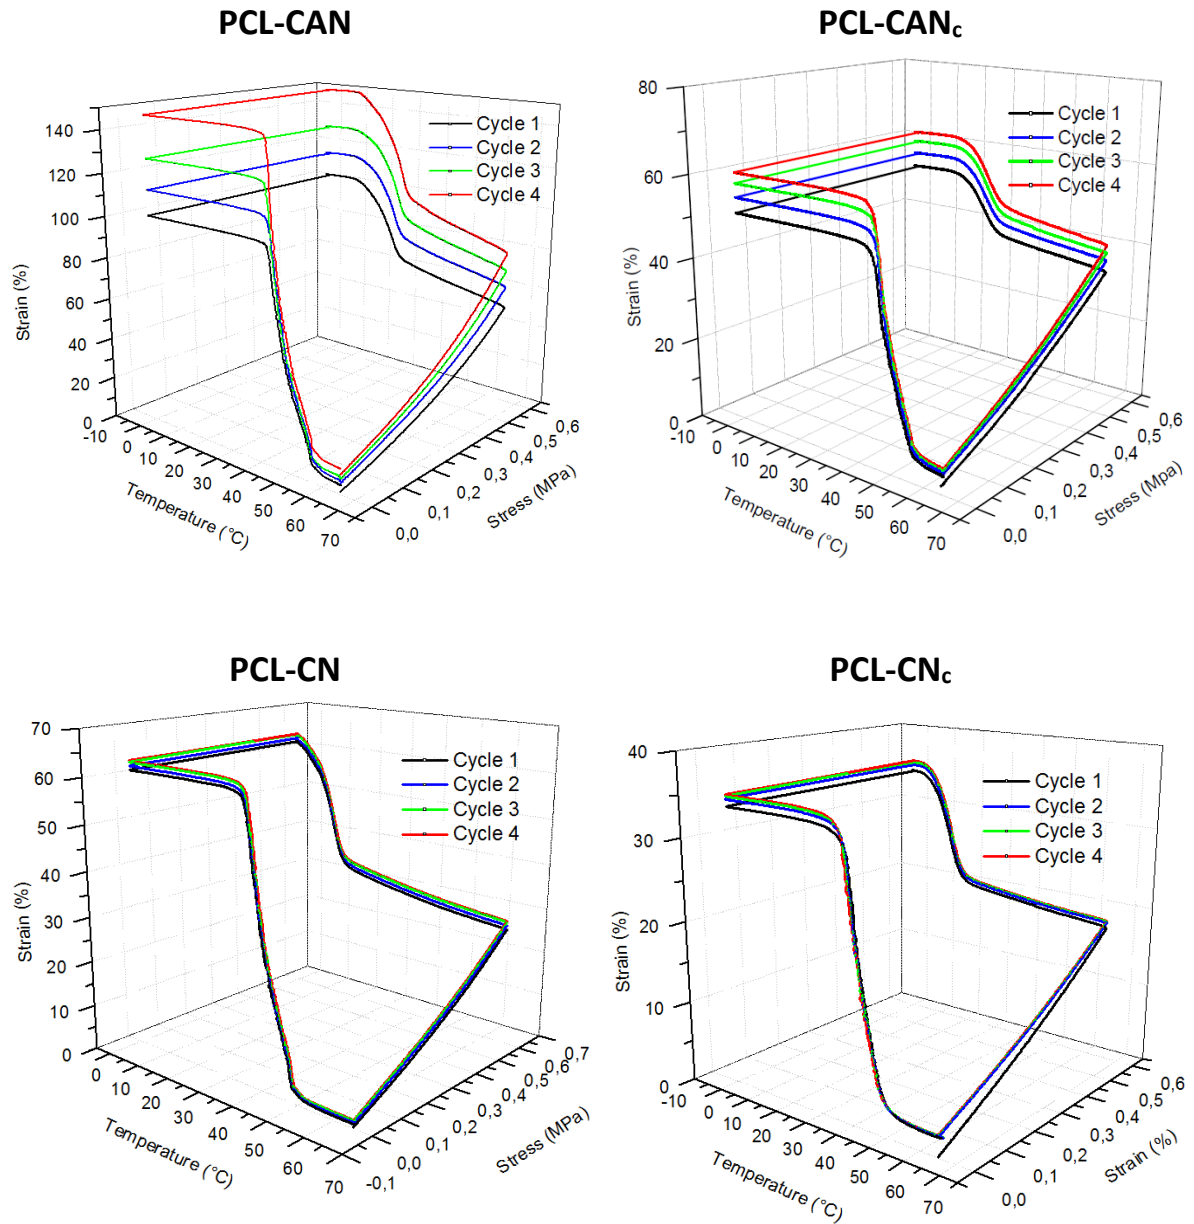 PCL-CAN
140
120
100
80
60
40
20
0
Strain (%)
-10
0
10
20
30
40
50
60
70
Temperature (°C)
0,0
0,1
0,2
0,3
0,4
0,5
0,6
Stress (MPa)
Cycle 1
Cycle 2
Cycle 3
Cycle 4
PCL-CANc
80
60
40
20
0
Strain (%)
-10
0
10
20
30
40
50
60
70
Temperature (°C)
0,0
0,1
0,2
0,3
0,4
0,5
0,6
Stress (Mpa)
Cycle 1
Cycle 2
Cycle 3
Cycle 4
PCL-CN
70
60
50
40
30
20
10
0
Strain (%)
0
10
20
30
40
50
60
70
Temperature (°C)
-0,1
0,0
0,1
0,2
0,3
0,4
0,5
0,6
0,7
Stress (MPa)
Cycle 1
Cycle 2
Cycle 3
Cycle 4
PCL-CNc
40
30
20
10
0
Strain (%)
-10
0
10
20
30
40
50
60
70
Temperature (°C)
0,0
0,1
0,2
0,3
0,4
0,5
0,6
Strain (%)
Cycle 1
Cycle 2
Cycle 3
Cycle 4